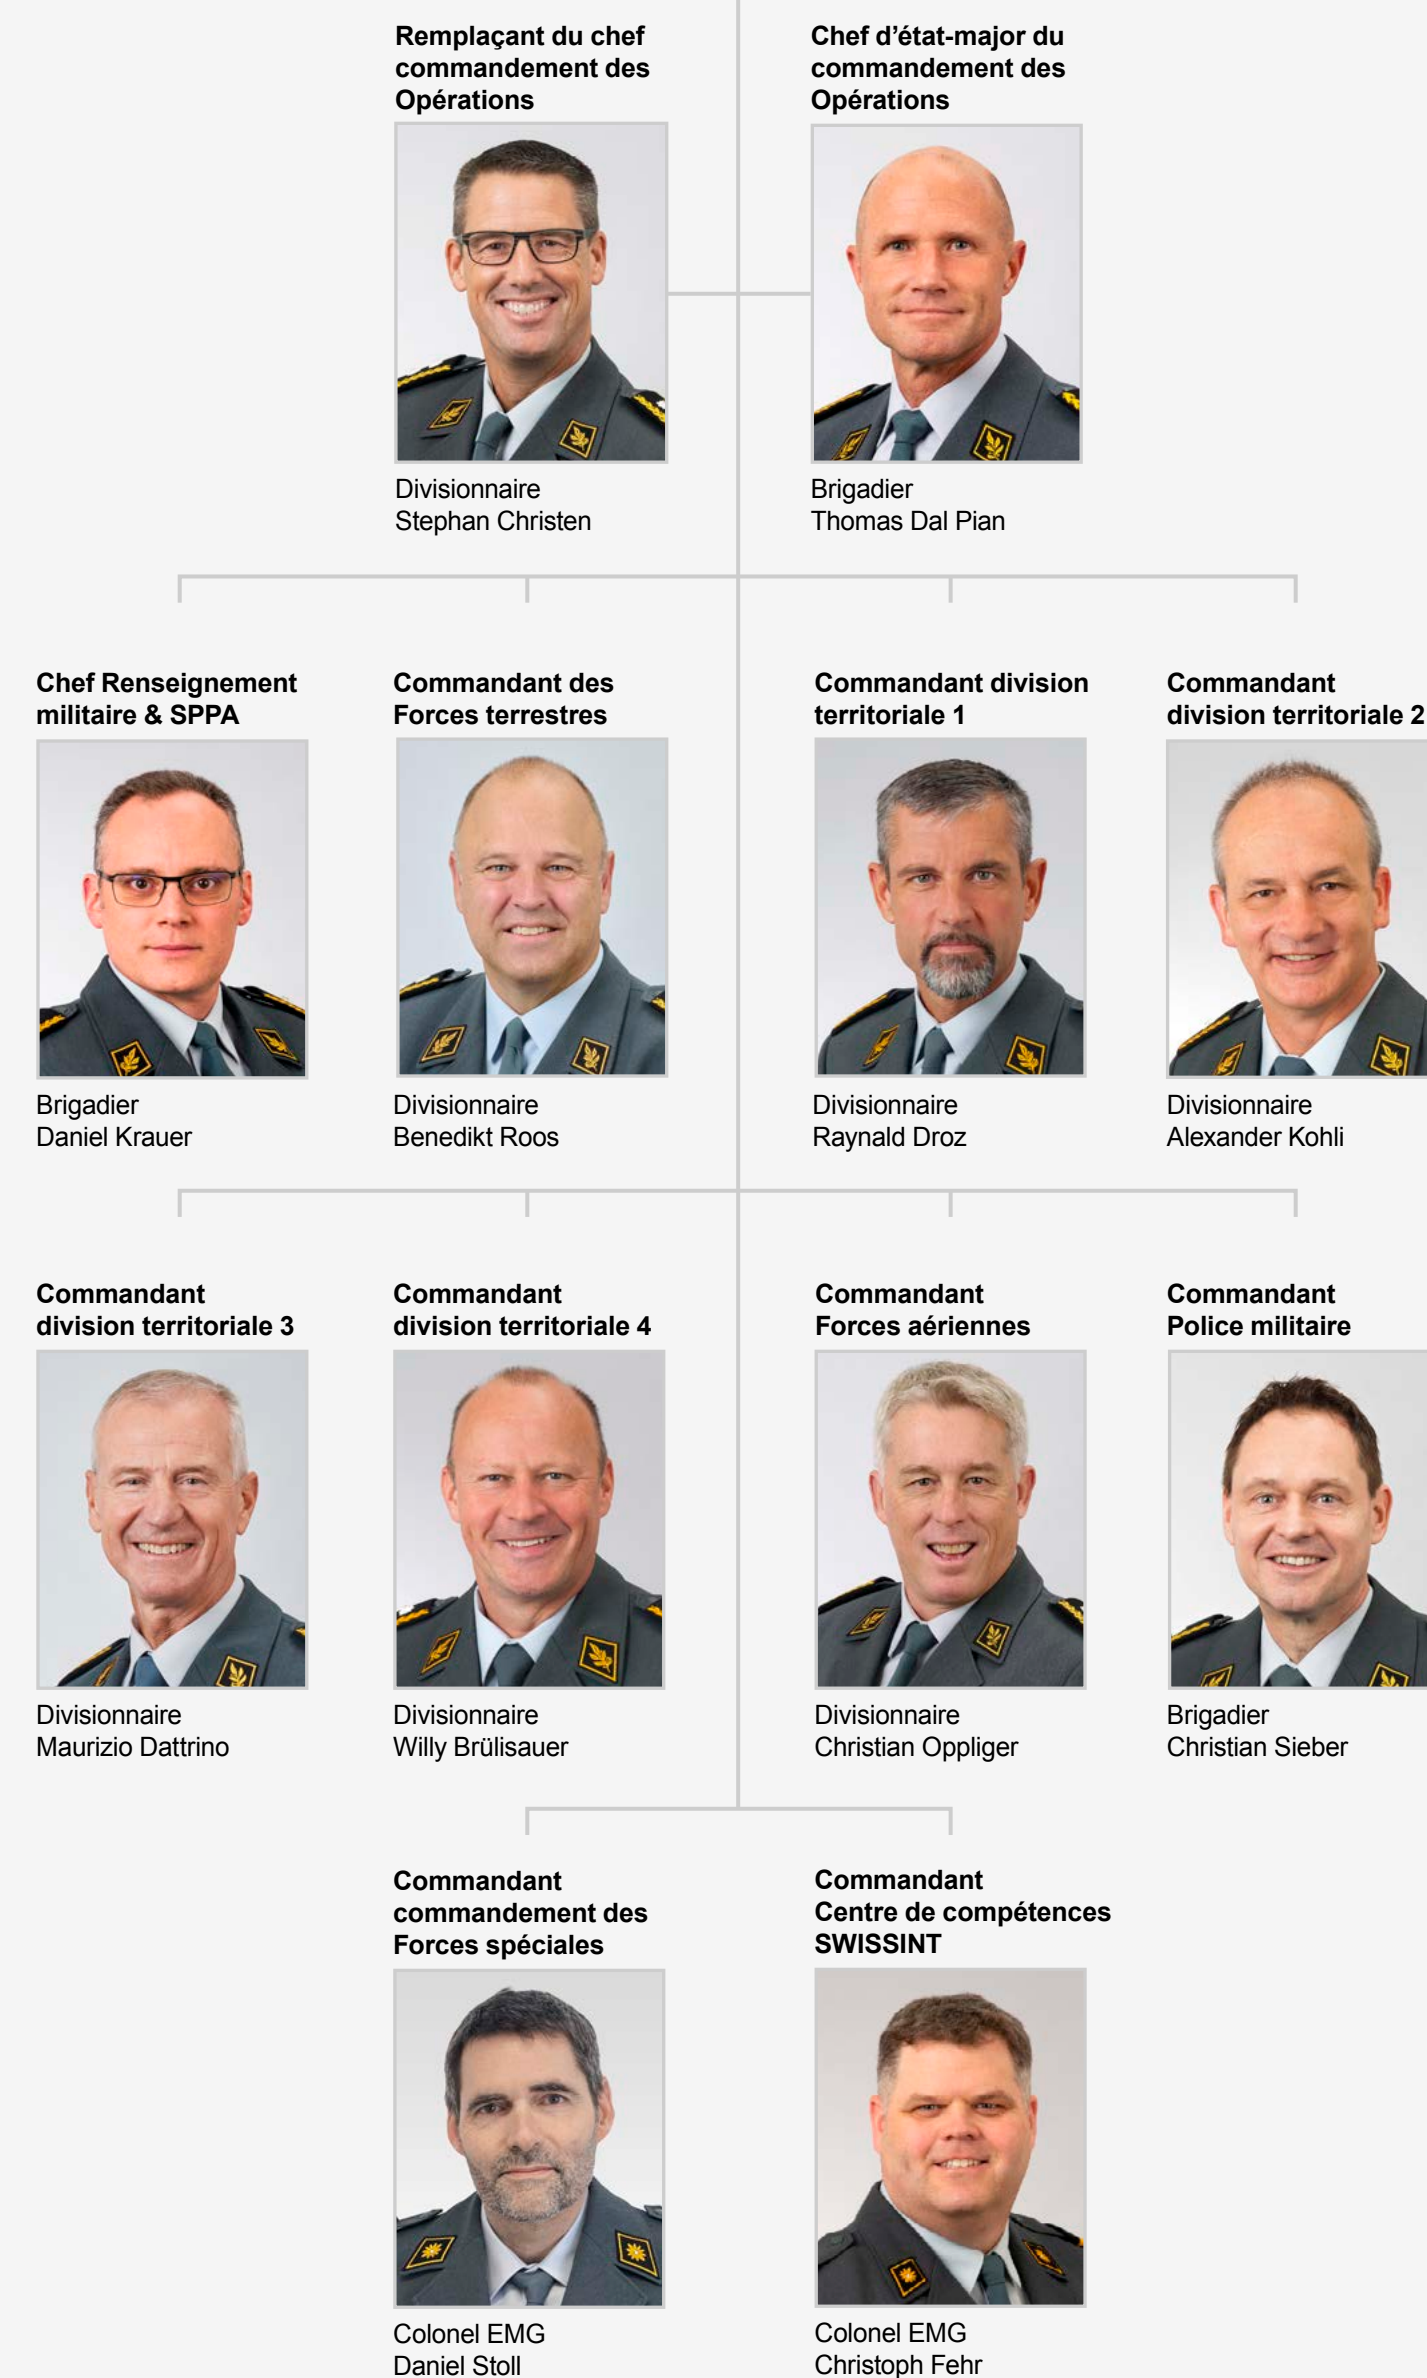 Remplaçant du chef
commandement des
Opérations
Chef d’état-major du
commandement des
Opérations
Divisionnaire
Stephan Christen
Brigadier
Thomas Dal Pian
Chef Renseignement
militaire & SPPA
Commandant des
Forces terrestres
Commandant division
territoriale 1
Commandant
division territoriale 2
Brigadier
Daniel Krauer
Divisionnaire
Benedikt Roos
Divisionnaire
Raynald Droz
Divisionnaire
Alexander Kohli
Commandant
division territoriale 3
Commandant
division territoriale 4
Commandant
Forces aériennes
Commandant
Police militaire
Divisionnaire
Maurizio Dattrino
Divisionnaire
Willy Brülisauer
Divisionnaire
Christian Oppliger
Brigadier
Christian Sieber
Commandant
commandement des
Forces spéciales
Commandant
Centre de compétences
SWISSINT
Colonel EMG
Daniel Stoll
Colonel EMG
Christoph Fehr